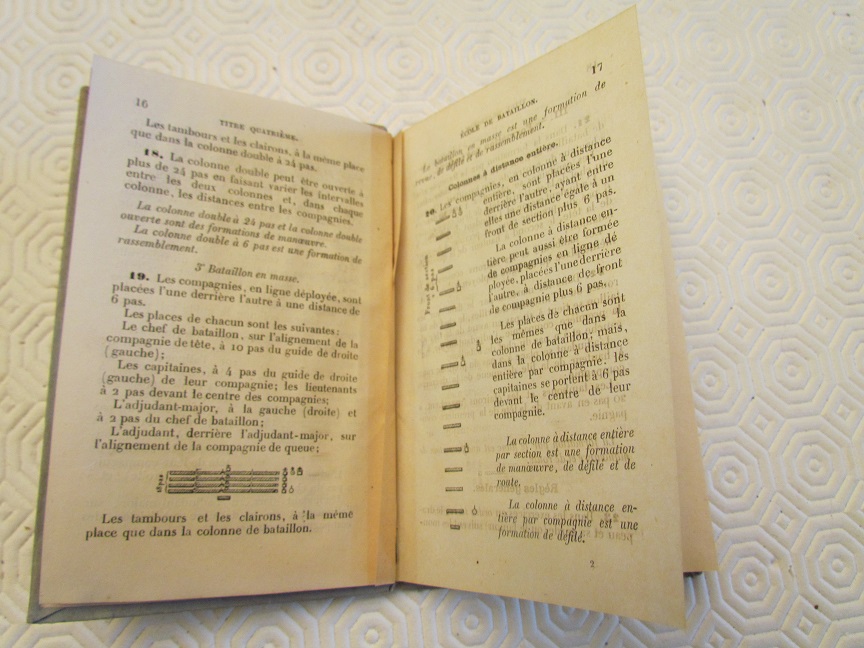 16
TITRE QUATRIÈME.
Les tambours et les clairons, à la même place
que dans la colonne double à 24 pas.
18. La colonne double peut être ouverte à
plus de 24 pas en faisant varier les intervalles
entre les deux colonnes et, dans chaque
colonne, les distances entre les compagnies.
La colonne double à 24 pas et la colonne double
ouverte sont des formations de manœuvre.
La colonne double à 6 pas est une formation de
rassemblement.
3º Bataillon en masse.
19. Les compagnies, en ligne déployée, sont
placées l'une derrière l'autre à une distance de
6 pas.
Les places de chacun sont les suivantes :
Le chef de bataillon, sur l'alignement de la
compagnie de tête, à 10 pas du guide de droite
(gauche);
Les capitaines, à 4 pas du guide de droite
(gauche) de leur compagnie; les lieutenants
à 2 pas devant le centre des compagnies;
L'adjudant-major, à la gauche (droite) et
à 2 pas du chef de bataillon;
L'adjudant, derrière l'adjudant-major, sur
l'alignement de la compagnie de queue;
Les tambours et les clairons, à la même
place que dans la colonne de bataillon.
17
ÉCOLE DE BATAILLON.
Le bataillon en masse est une formation de
revue, de défilé et de rassemblement.
Colonnes à distance entière.
20. Les compagnies, en colonne à distance
entière, sont placées l'une
derrière l'autre, ayant entre
elles une distance égale à un
front de section plus 6 pas.
La colonne à distance en-
tière peut aussi être formée
de compagnies en ligne dé
ployée, placées l'une derrière
l'autre, à distance de front
de compagnie plus 6 pas.
Les places de chacun sont
les mêmes que dans la
colonne de bataillon; mais,
dans la colonne à distance
entière par compagnie, les
capitaines se portent à 6 pas
devant le centre de leur
compagnie.
La colonne à distance entière
par section est une formation
de manœuvre, de défilé et de
route.
La colonne à distance en-
tière par compagnie est une
formation de défilé.
2